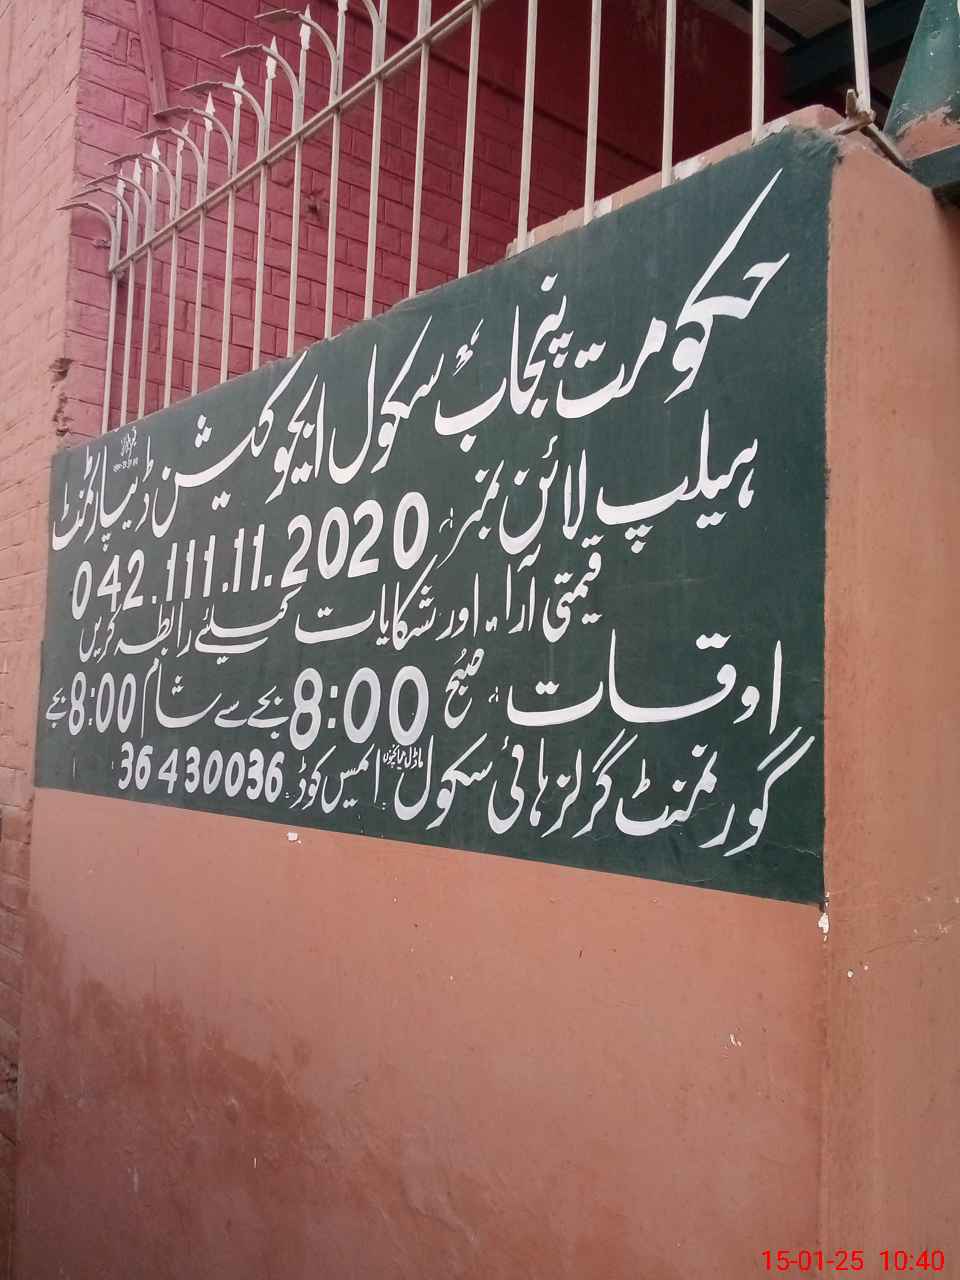 حکومت پنجاب سکول ایجوکیشن ڈیپارٹمنٹ
ہیلپ لائن نمبر: 042.111.11.2020
قیمتی آراء اور شکایات کیلئے رابطہ کریں
اوقات: صبح 8:00 بجے سے شام 8:00 بجے
گورنمنٹ گرلز ہائی سکول ماڈل میانچنوں ایمیس کوڈ: 36430036
15-01-25 10:40